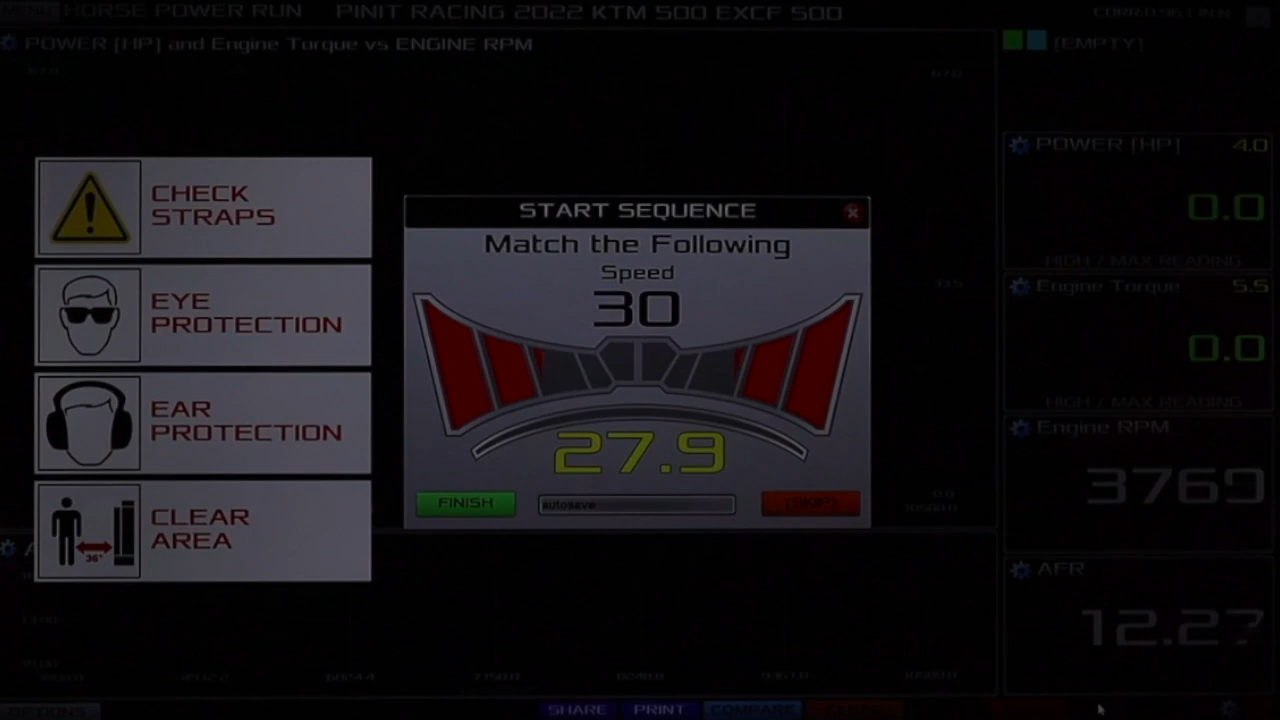 HORSE POWER RUN PINIT RACING 2022 KTM 500 EXCF 500
POWER [HP] and Engine Torque vs ENGINE RPM
[EMPTY]
CHECK
STRAPS
EYE
PROTECTION
EAR
PROTECTION
36"
CLEAR
AREA
START SEQUENCE
Match the Following
Speed
30
27.9
FINISH
autosave
[SKIP]
POWER [HP] 4.0
0.0
HIGH / MAX READING
Engine Torque 5.5
0.0
HIGH / MAX READING
Engine RPM
3769
AFR
12.27
OPTIONS
SHARE
PRINT
COMPARE